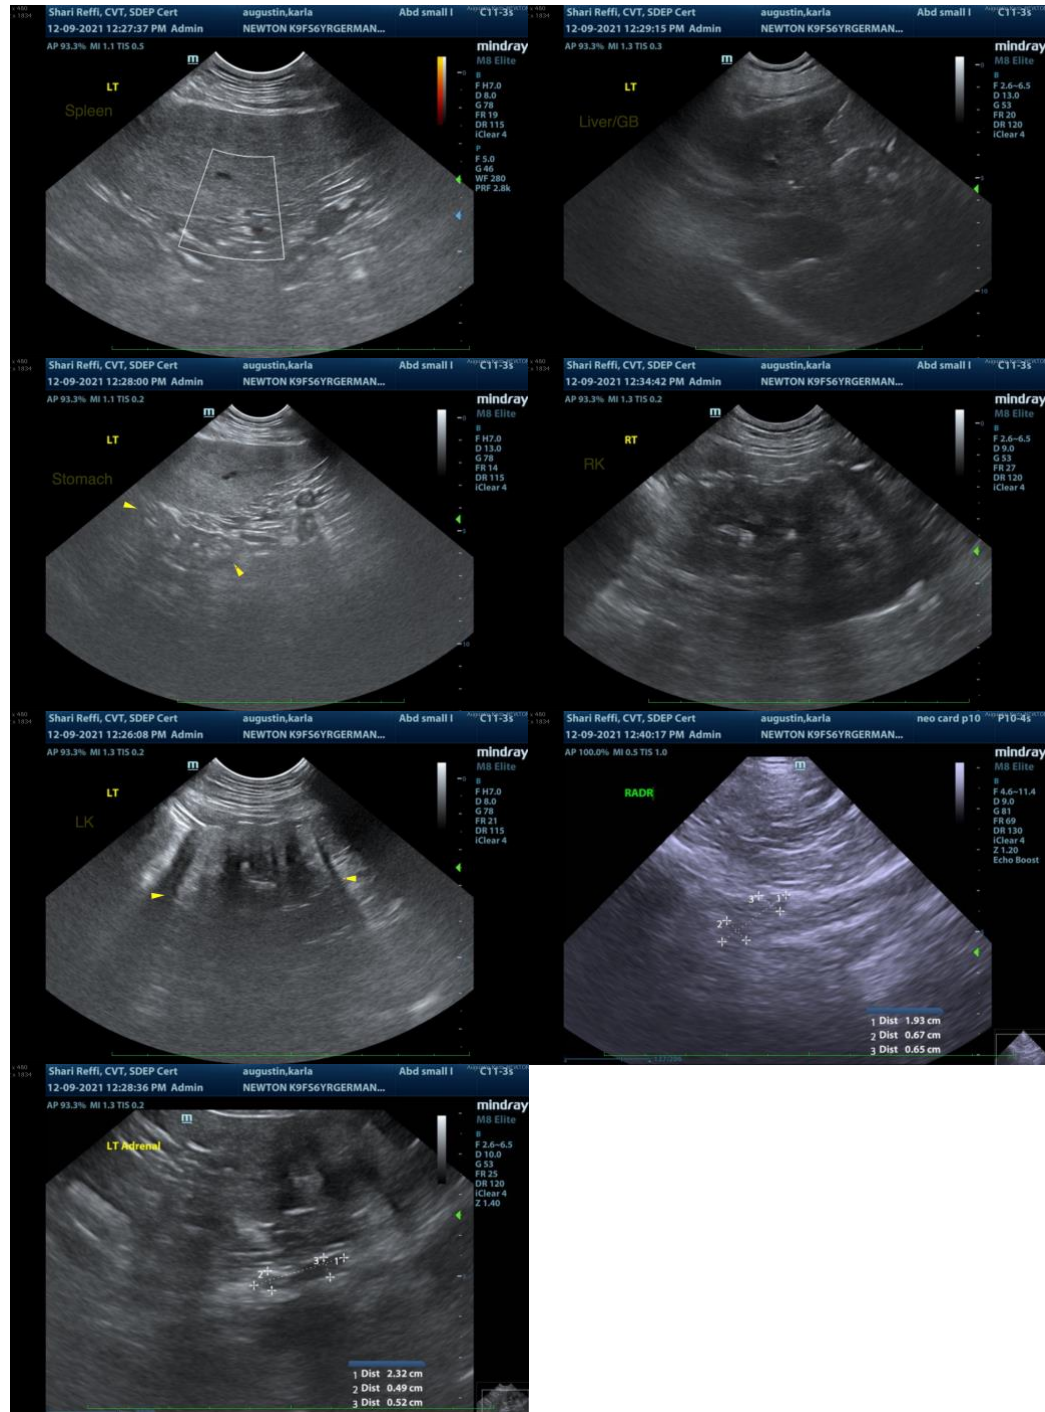 Shari Reffi, CVT, SDEP Cert augustin,karla Abd small I C11-3s
12-09-2021 12:27:37 PM Admin NEWTON K9FS6YRGERMAN...
AP 93.3% MI 1.1 TIS 0.5
mindray
M8 Elite
LT
Spleen
B
F H7.0
D 8.0
G 78
FR 19
DR 115
iClear 4
P
F 5.0
G 46
WF 280
PRF 2.8k
Shari Reffi, CVT, SDEP Cert augustin,karla Abd small I C11-3s
12-09-2021 12:29:15 PM Admin NEWTON K9FS6YRGERMAN...
AP 93.3% MI 1.3 TIS 0.3
mindray
M8 Elite
LT
Liver/GB
B
F 2.6-6.5
D 13.0
G 53
FR 20
DR 120
iClear 4
Shari Reffi, CVT, SDEP Cert augustin,karla Abd small I C11-3s
12-09-2021 12:28:00 PM Admin NEWTON K9FS6YRGERMAN...
AP 93.3% MI 1.1 TIS 0.2
mindray
M8 Elite
LT
Stomach
B
F H7.0
D 13.0
G 78
FR 14
DR 115
iClear 4
Shari Reffi, CVT, SDEP Cert augustin,karla Abd small I C11-3s
12-09-2021 12:34:42 PM Admin NEWTON K9FS6YRGERMAN...
AP 93.3% MI 1.3 TIS 0.2
mindray
M8 Elite
RT
RK
B
F 2.6-6.5
D 9.0
G 53
FR 27
DR 120
iClear 4
Shari Reffi, CVT, SDEP Cert augustin,karla Abd small I C11-3s
12-09-2021 12:26:08 PM Admin NEWTON K9FS6YRGERMAN...
AP 93.3% MI 1.3 TIS 0.2
mindray
M8 Elite
LT
LK
B
F H7.0
D 8.0
G 78
FR 21
DR 115
iClear 4
Shari Reffi, CVT, SDEP Cert augustin,karla neo card p10 P10-4s
12-09-2021 12:40:17 PM Admin NEWTON K9FS6YRGERMAN...
AP 100.0% MI 0.5 TIS 1.0
mindray
M8 Elite
RADR
B
F 4.6-11.4
D 9.0
G 81
FR 69
DR 130
iClear 4
Z 1.20
Echo Boost
3 1
2
1 Dist 1.93 cm
2 Dist 0.67 cm
3 Dist 0.65 cm
Shari Reffi, CVT, SDEP Cert augustin,karla Abd small I C11-3s
12-09-2021 12:28:36 PM Admin NEWTON K9FS6YRGERMAN...
AP 93.3% MI 1.3 TIS 0.2
mindray
M8 Elite
LT Adrenal
B
F 2.6-6.5
D 10.0
G 53
FR 25
DR 120
iClear 4
Z 1.40
3 1
2
1 Dist 2.32 cm
2 Dist 0.49 cm
3 Dist 0.52 cm